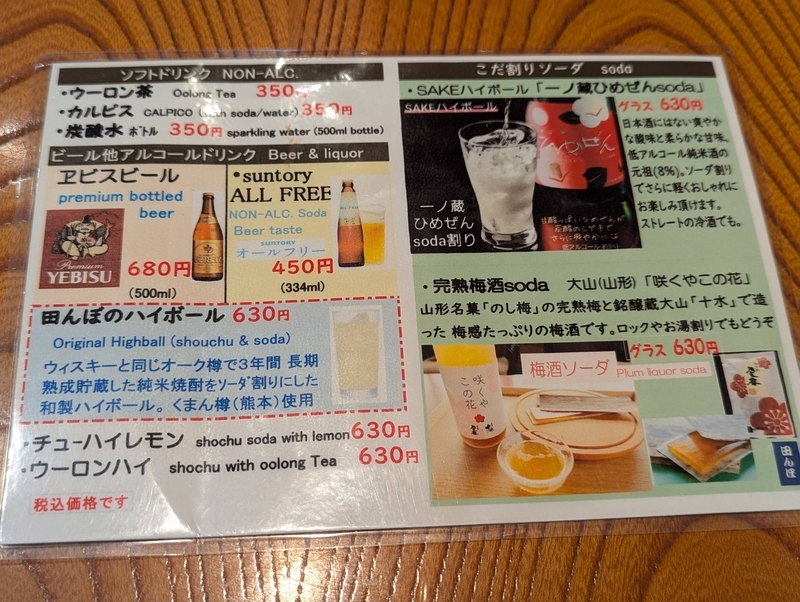 ソフトドリンク NON-ALC.
・ウーロン茶 Oolong Tea 350円
・カルピス CALPICO (with soda/water) 350円
・炭酸水 ボトル 350円 sparkling water (500ml bottle)
ビール他アルコールドリンク Beer & liquor
ヱビスビール
premium bottled
beer
Premium
YEBISU
680円
(500ml)
・suntory
ALL FREE
NON-ALC. Soda
Beer taste
SUNTORY
オールフリー
450円
(334ml)
田んぼのハイボール 630円
Original Highball (shouchu & soda)
ウィスキーと同じオーク樽で3年間 長期
熟成貯蔵した純米焼酎をソーダ割りにした
和製ハイボール。くまん樽(熊本)使用
・チューハイレモン shochu soda with lemon 630円
・ウーロンハイ shochu with oolong Tea 630円
税込価格です
こだ割りソーダ soda
・SAKEハイボール「一ノ蔵ひめぜんsoda」
SAKEハイボール
グラス 630円
日本酒にはない爽やか
な酸味と柔らかな甘味。
低アルコール純米酒の
元祖(8%)。ソーダ割り
でさらに軽くおしゃれに
お楽しみ頂けます。
ストレートの冷酒でも。
一ノ蔵
ひめぜん
soda割り
ひめぜん
・完熟梅酒soda 大山(山形)「咲くやこの花」
山形名菓「のし梅」の完熟梅と銘醸蔵大山「十水」で造
った 梅感たっぷりの梅酒です。ロックやお湯割りでもどうぞ
グラス 630円
梅酒ソーダ Plum liquor soda
咲くや
この花
田んぼ